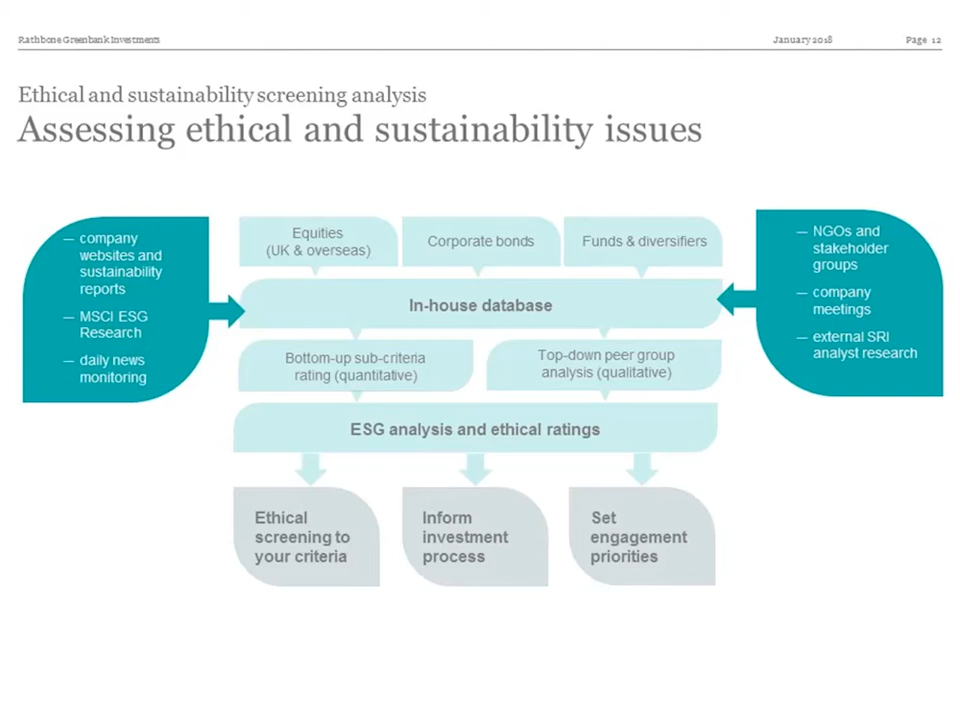 Rathbone Greenbank Investments
January 2018
Page 12
Ethical and sustainability screening analysis
Assessing ethical and sustainability issues
— company
websites and
sustainability
reports
— MSCI ESG
Research
— daily news
monitoring
Equities
(UK & overseas)
Corporate bonds
Funds & diversifiers
In-house database
Bottom-up sub-criteria
rating (quantitative)
Top-down peer group
analysis (qualitative)
ESG analysis and ethical ratings
Ethical
screening to
your criteria
Inform
investment
process
Set
engagement
priorities
— NGOs and
stakeholder
groups
— company
meetings
— external SRI
analyst research